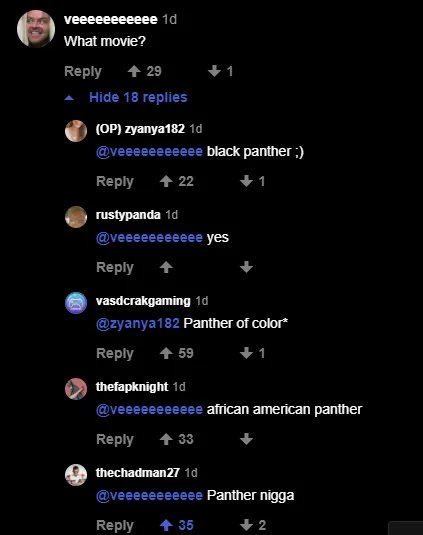 veeeeeeeeeee 1d
What movie?
Reply 29 1
Hide 18 replies
(OP) zyanya182 1d
@veeeeeeeeeee black panther ;)
Reply 22 1
rustypanda 1d
@veeeeeeeeeee yes
Reply
vasdcrakgaming 1d
@zyanya182 Panther of color*
Reply 59 1
thefapknight 1d
@veeeeeeeeeee african american panther
Reply 33
thechadman27 1d
@veeeeeeeeeee Panther nigga
Reply 35 2